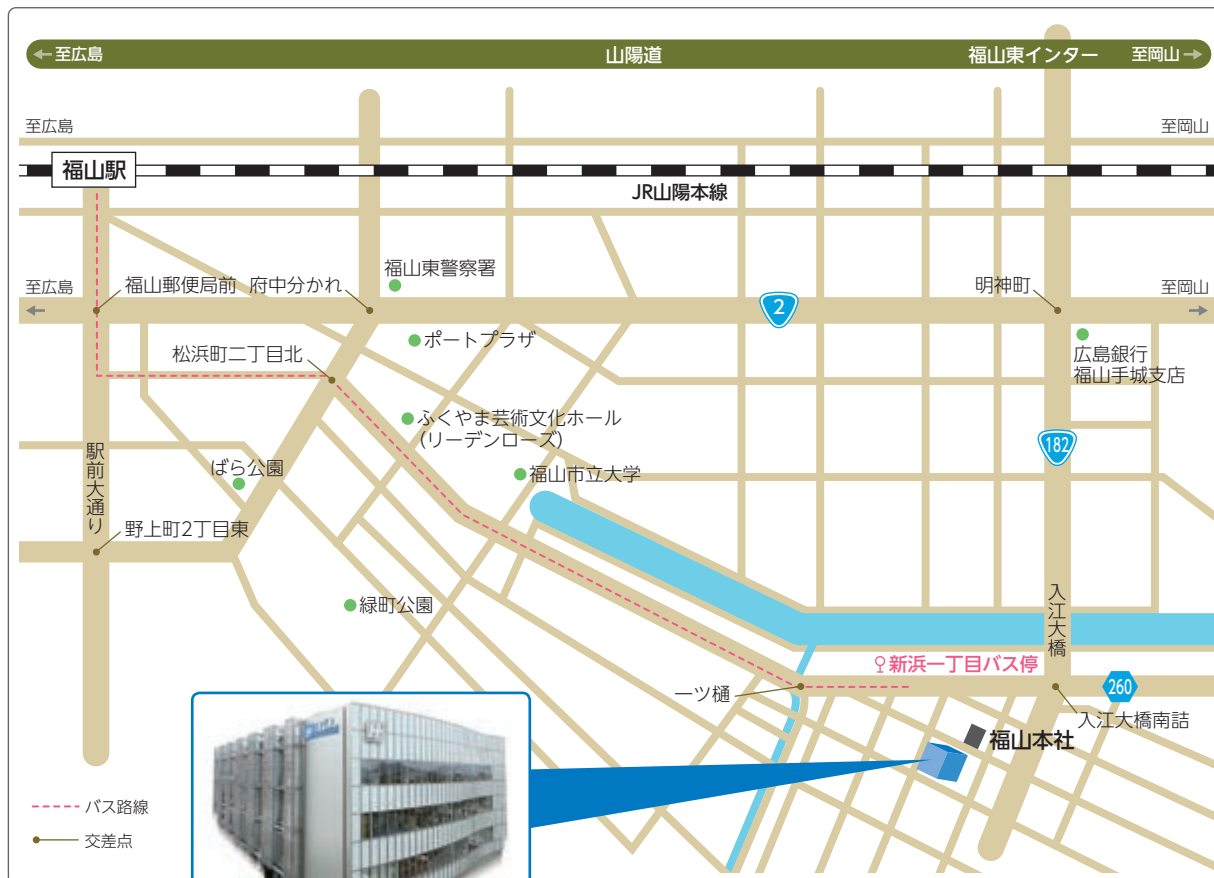 至広島
山陽道
福山東インター
至岡山
至広島
至岡山
福山駅
JR山陽本線
福山東警察署
至広島
福山郵便局前
府中分かれ
2
明神町
至岡山
ポートプラザ
松浜町二丁目北
広島銀行
福山手城支店
ふくやま芸術文化ホール
(リーデンローズ)
182
駅前大通り
ばら公園
福山市立大学
野上町2丁目東
緑町公園
入江大橋
新浜一丁目バス停
一ツ樋
260
入江大橋南詰
福山本社
バス路線
交差点